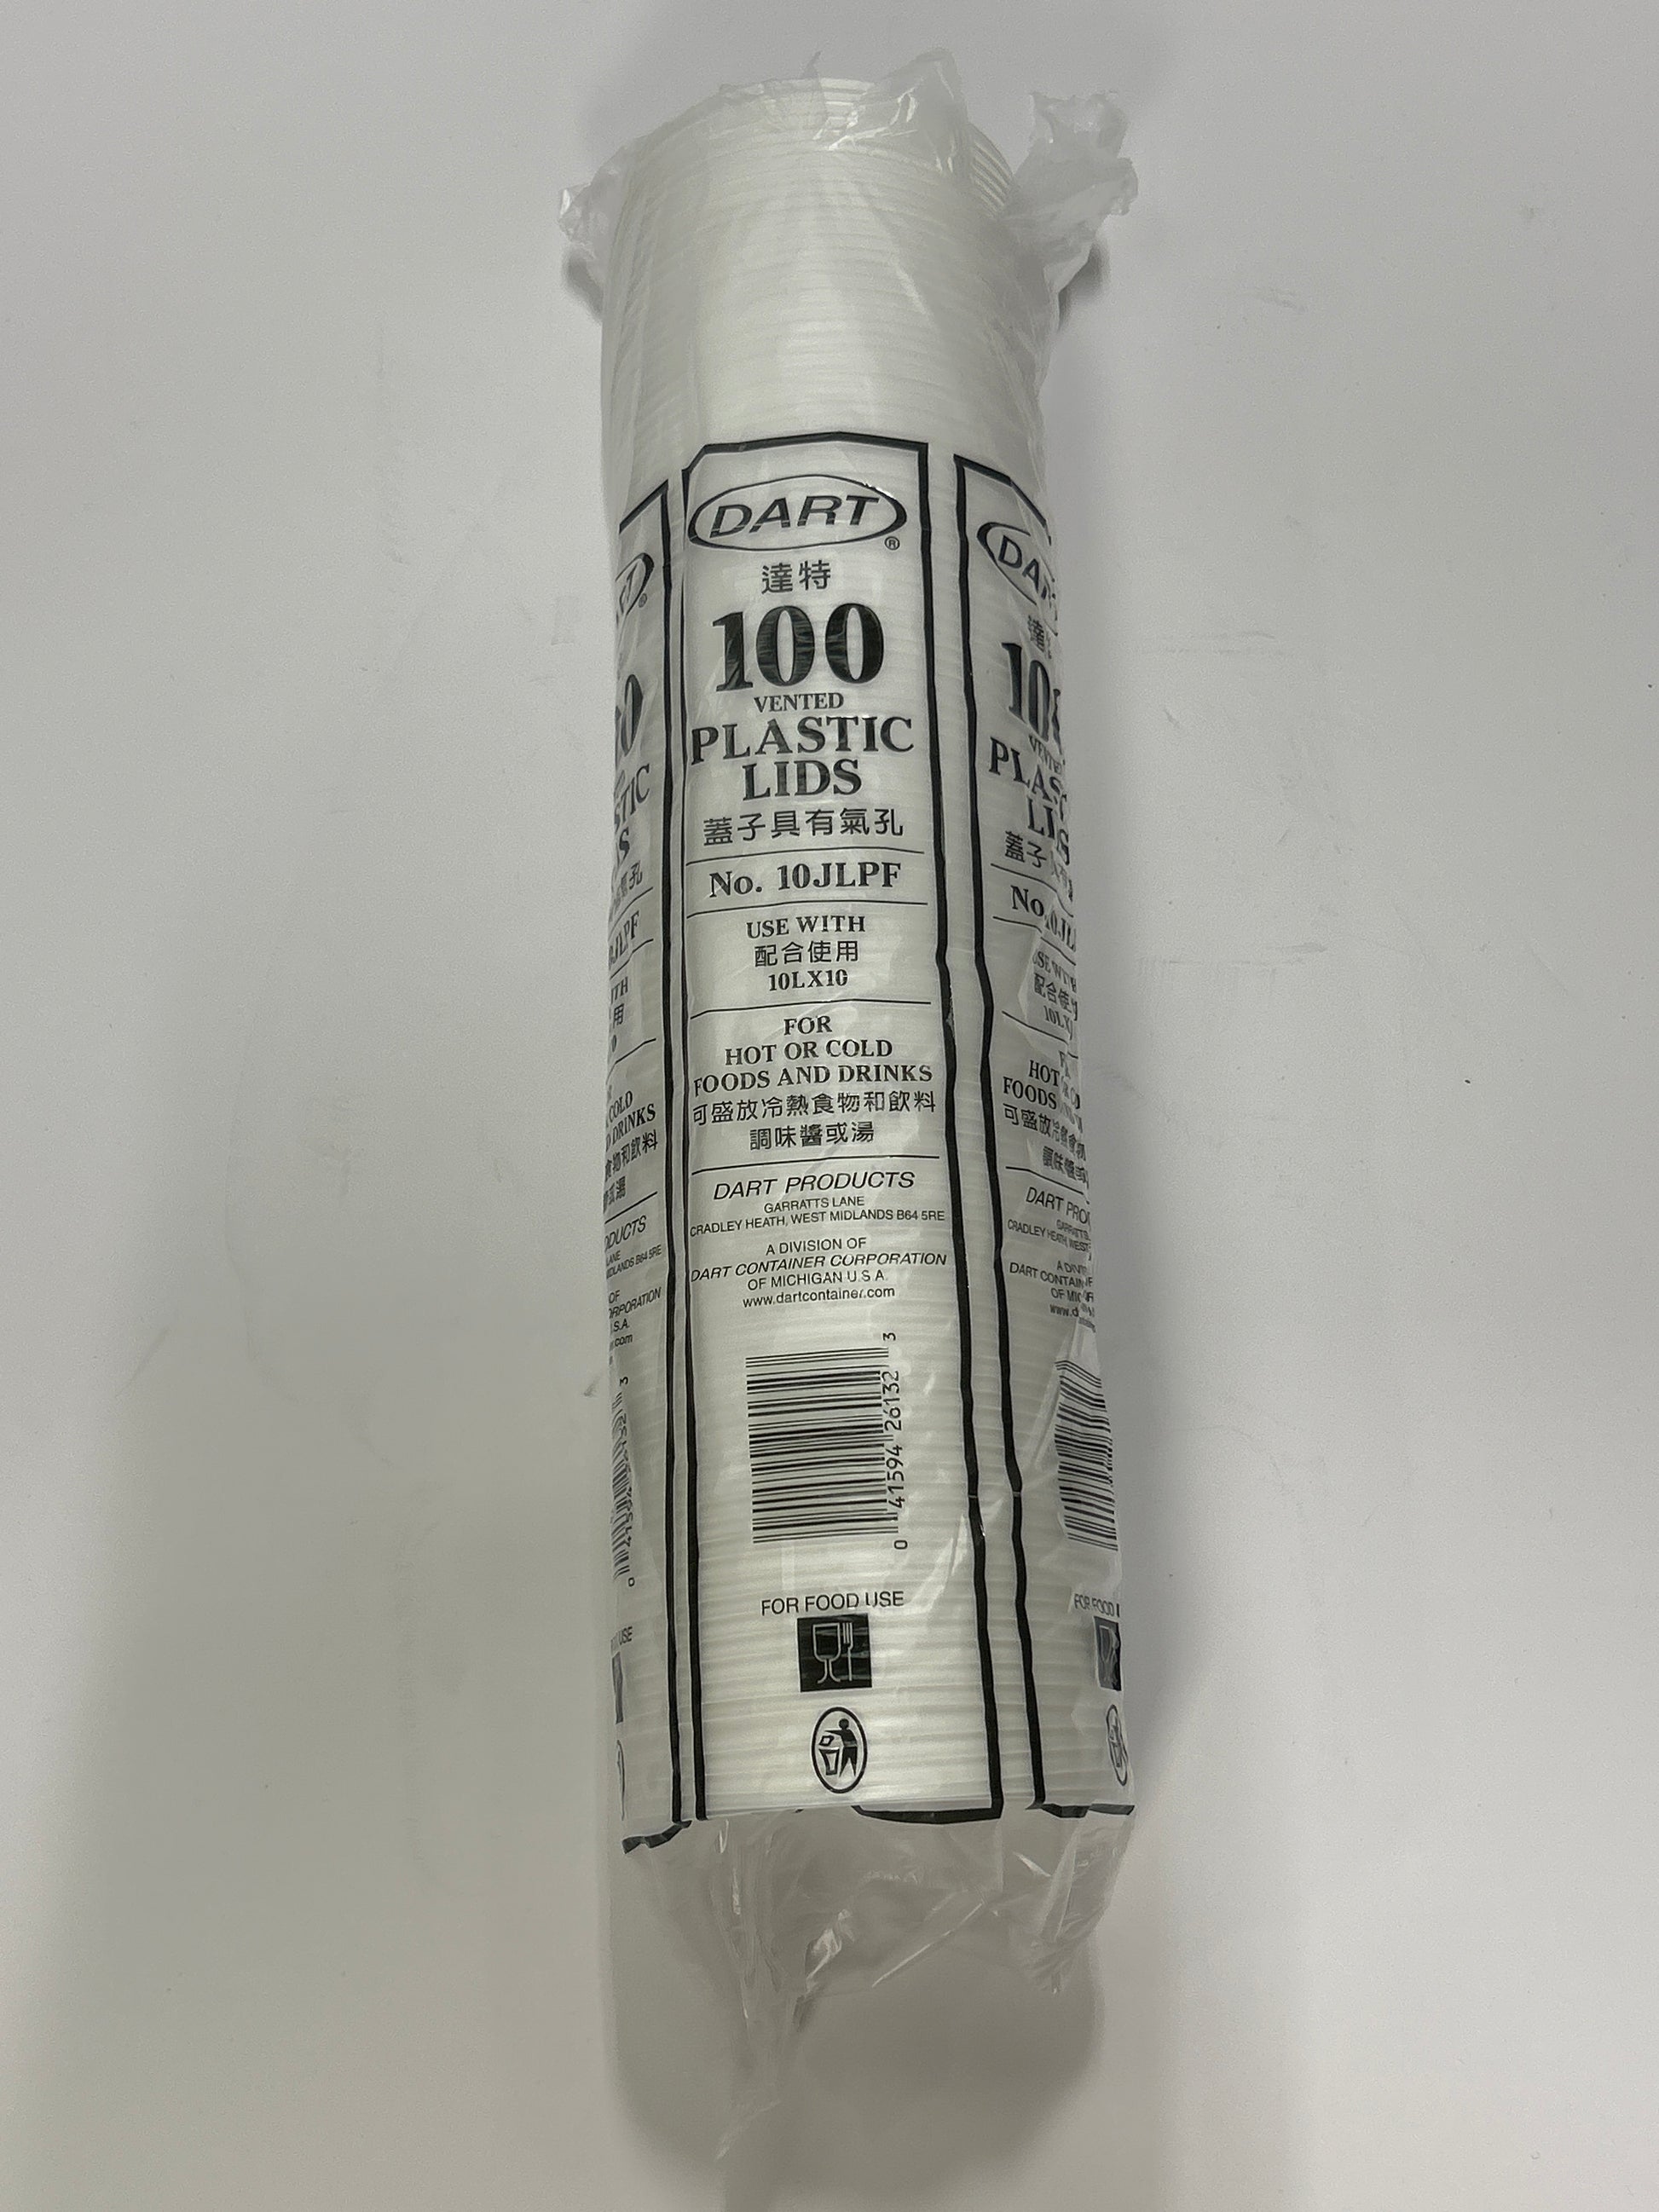 DART
®
達特
100
VENTED
PLASTIC
LIDS
蓋子具有氣孔
No. 10JLPF
USE WITH
配合使用
10LX10
FOR
HOT OR COLD
FOODS AND DRINKS
可盛放冷熱食物和飲料
調味醬或湯
DART PRODUCTS
GARRATTS LANE
CRADLEY HEATH, WEST MIDLANDS B64 5RE
A DIVISION OF
DART CONTAINER CORPORATION
OF MICHIGAN U.S.A.
www.dartcontainer.com
0 41594 26132 3
FOR FOOD USE